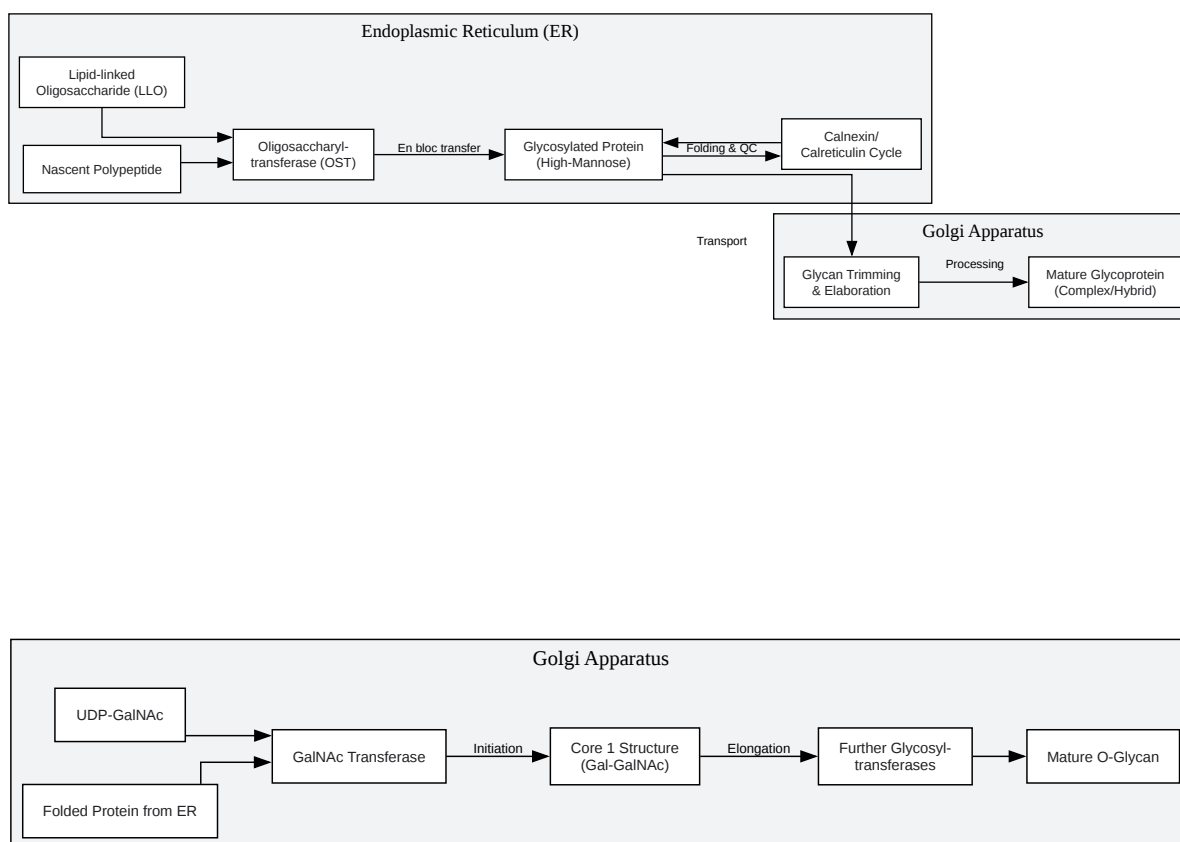 Endoplasmic Reticulum (ER)
Lipid-linked
Oligosaccharide (LLO)
Nascent Polypeptide
Oligosaccharyl-
transferase (OST)
En bloc transfer
Glycosylated Protein
(High-Mannose)
Folding & QC
Calnexin/
Calreticulin Cycle
Transport
Golgi Apparatus
Glycan Trimming
& Elaboration
Processing
Mature Glycoprotein
(Complex/Hybrid)
Golgi Apparatus
UDP-GalNAc
Folded Protein from ER
GalNAc Transferase
Initiation
Core 1 Structure
(Gal-GalNAc)
Elongation
Further Glycosyl-
transferases
Mature O-Glycan